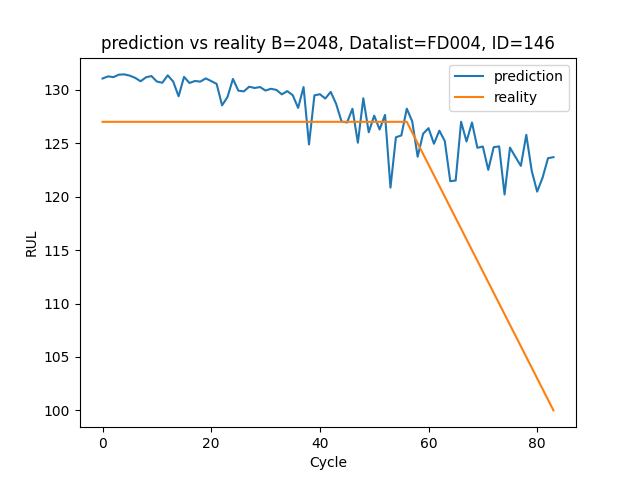 prediction vs reality B=2048, Datalist=FD004, ID=146
prediction
reality
RUL
130
125
120
115
110
105
100
0 20 40 60 80
Cycle